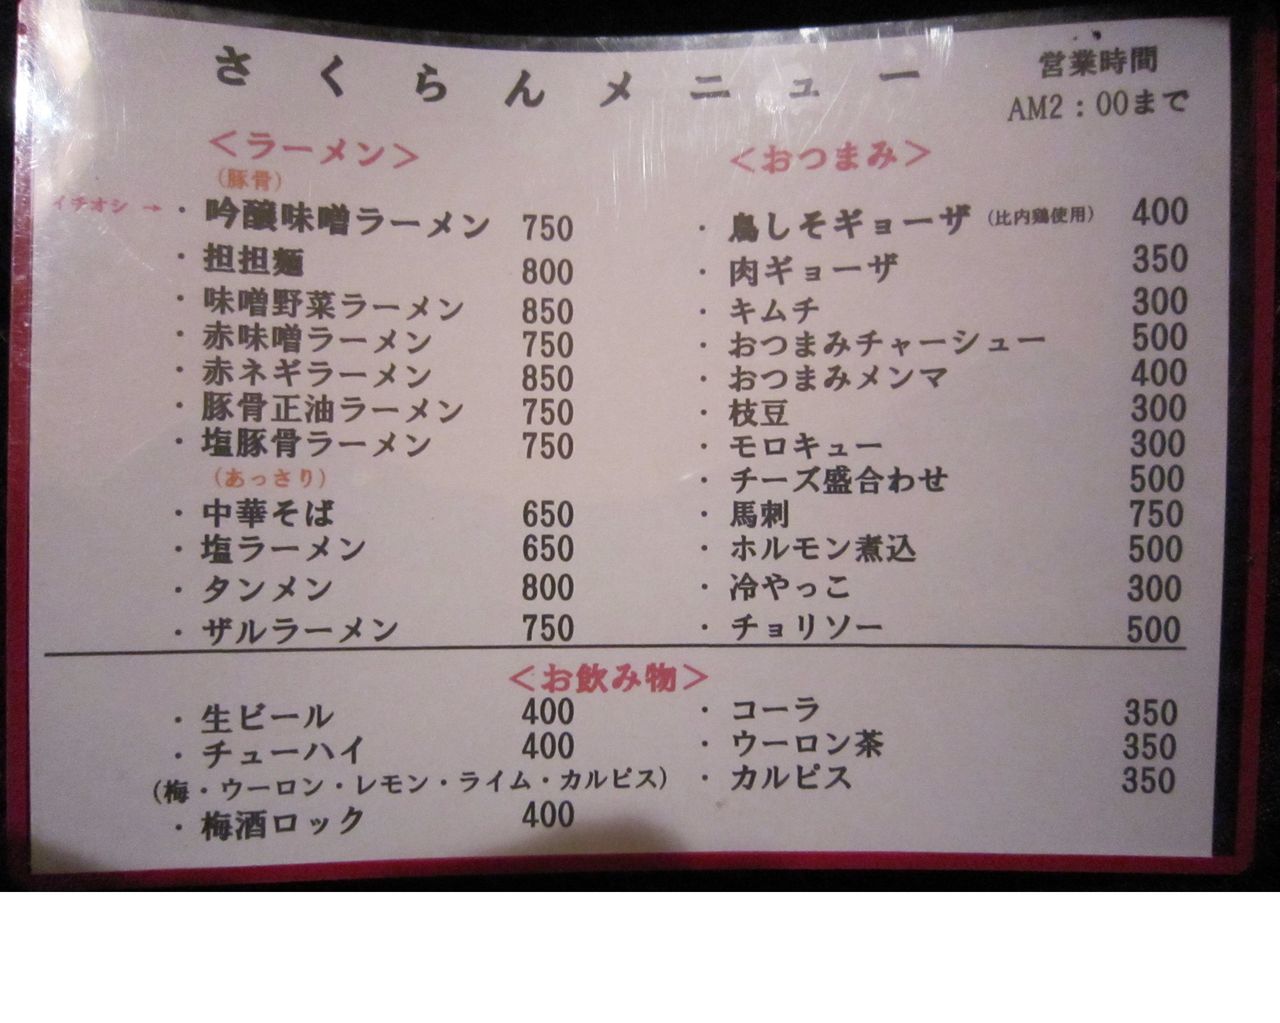 さくらんメニュー
営業時間
AM2：00まで
＜ラーメン＞
(豚骨)
イチオシ→・吟醸味噌ラーメン 750
・担担麺 800
・味噌野菜ラーメン 850
・赤味噌ラーメン 750
・赤ネギラーメン 850
・豚骨正油ラーメン 750
・塩豚骨ラーメン 750
(あっさり)
・中華そば 650
・塩ラーメン 650
・タンメン 800
・ザルラーメン 750
＜おつまみ＞
・鳥しそギョーザ (比内鶏使用) 400
・肉ギョーザ 350
・キムチ 300
・おつまみチャーシュー 500
・おつまみメンマ 400
・枝豆 300
・モロキュー 300
・チーズ盛合わせ 500
・馬刺 750
・ホルモン煮込 500
・冷やっこ 300
・チョリソー 500
＜お飲み物＞
・生ビール 400
・チューハイ 400
(梅・ウーロン・レモン・ライム・カルピス)
・梅酒ロック 400
・コーラ 350
・ウーロン茶 350
・カルピス 350